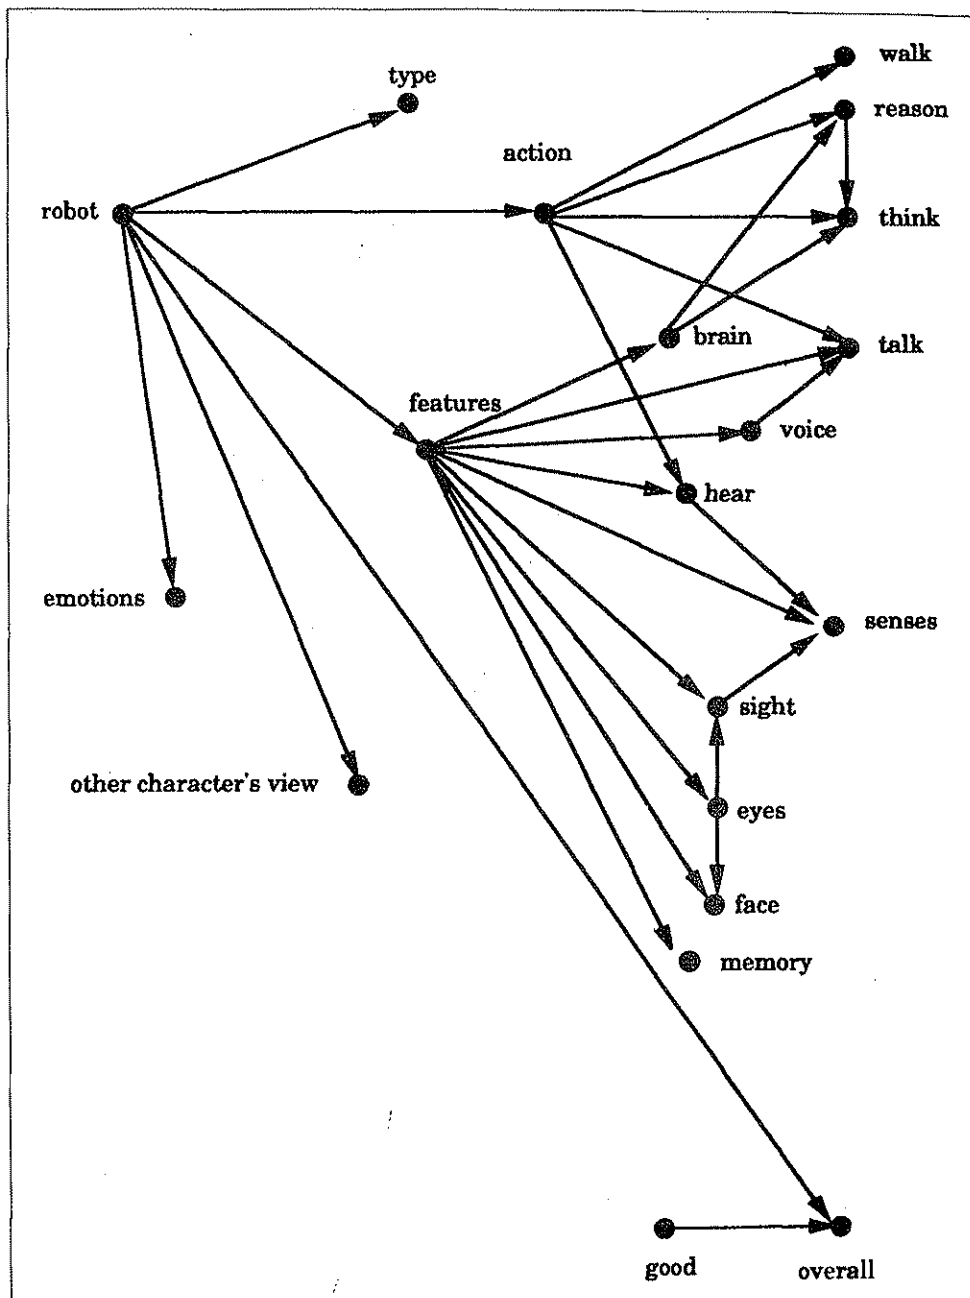 walk
type
reason
action
robot
think
brain
talk
features
voice
hear
emotions
senses
sight
other character's view
eyes
face
memory
good
overall